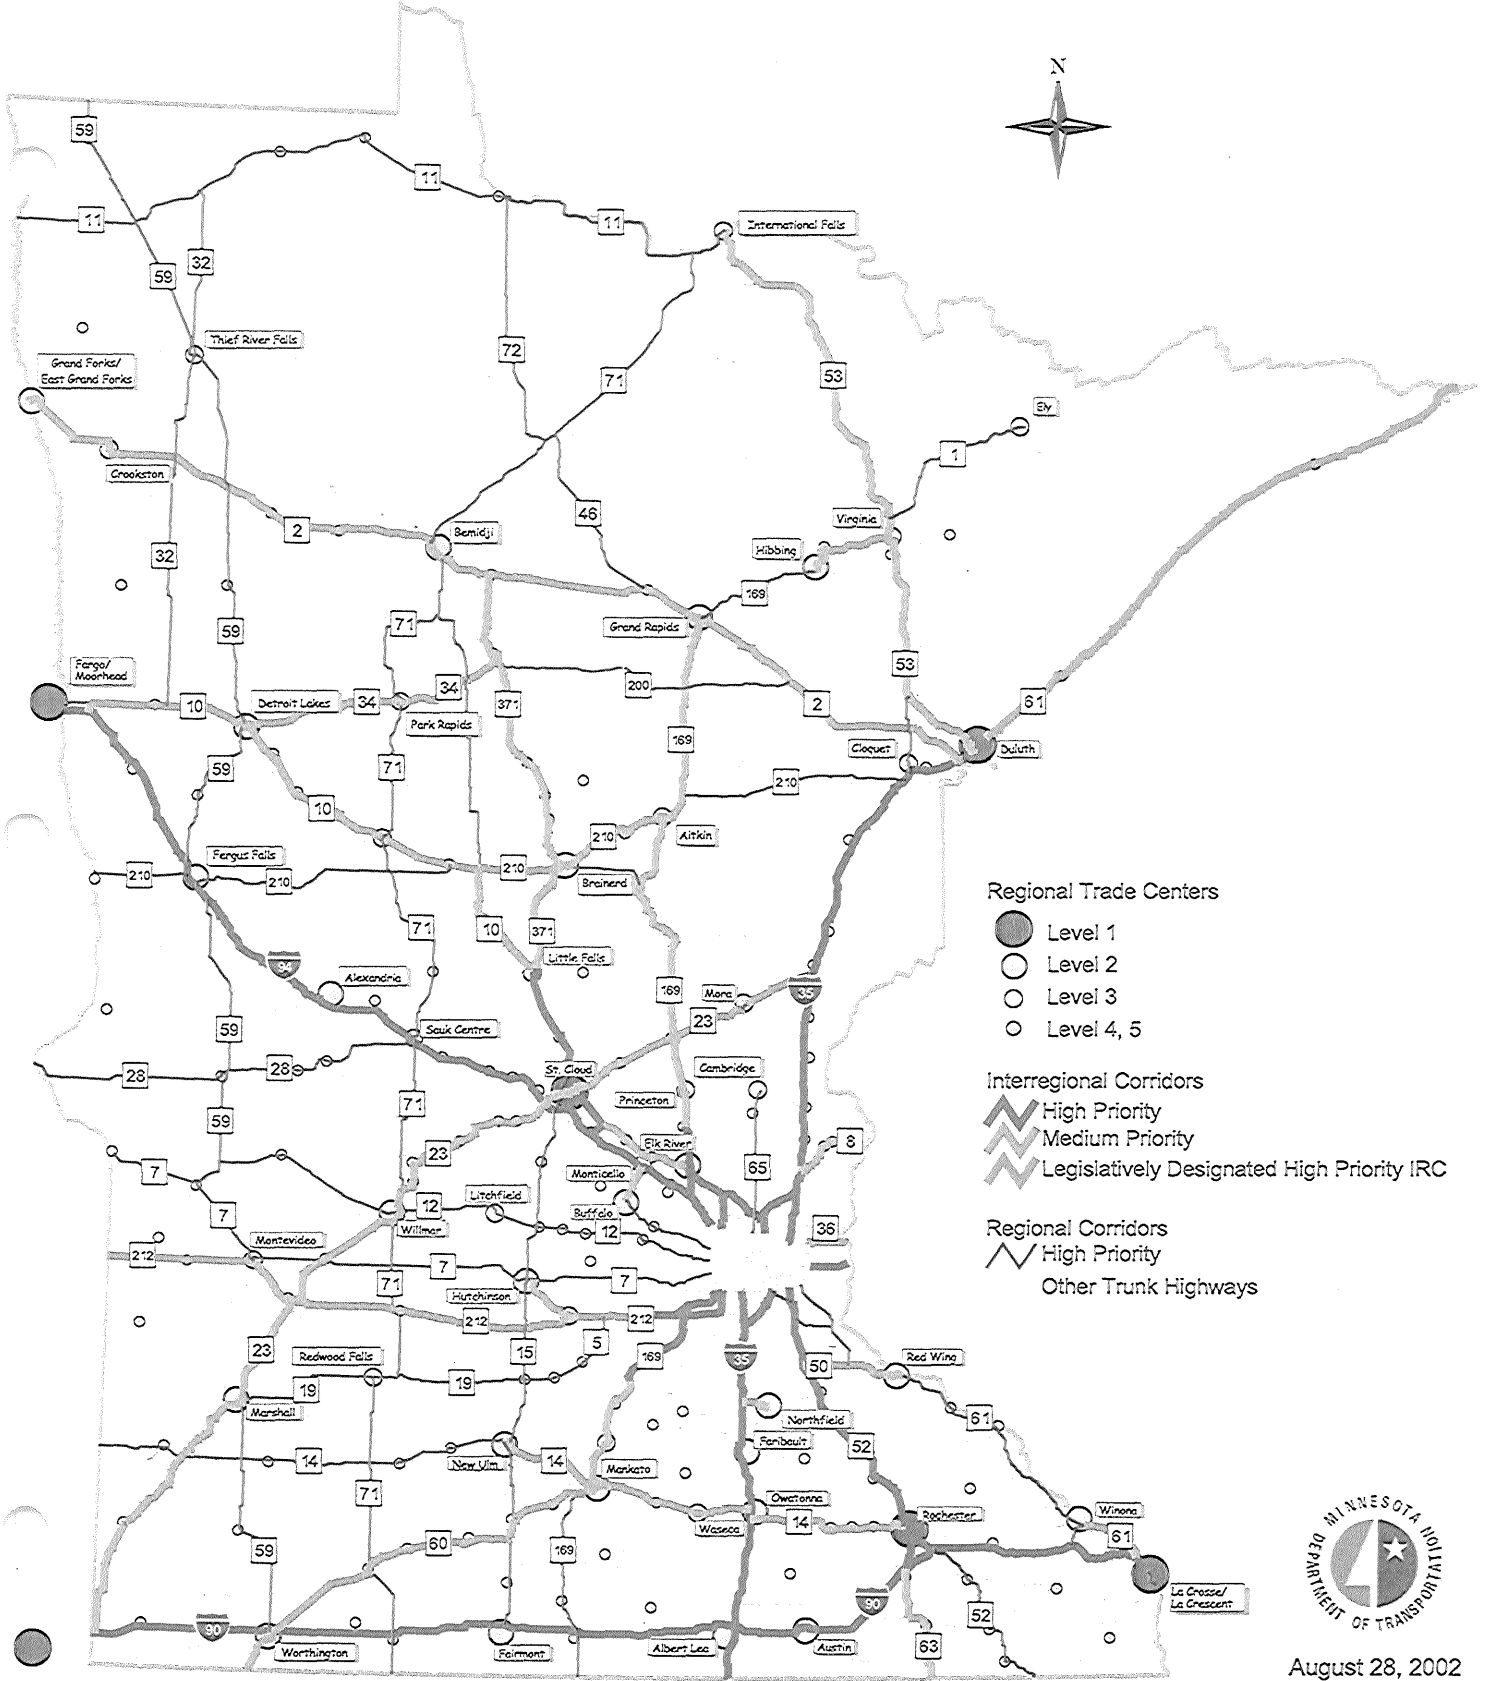 N
59
11
11
11
International Falls
32
59
Thief River Falls
Grand Forks/
East Grand Forks
72
71
53
Ely
1
Crookston
2
Bemidji
46
Virginia
Hibbing
32
169
59
71
Grand Rapids
53
Fargo/
Moorhead
34
34
200
10
Detroit Lakes
Park Rapids
371
2
61
169
Cloquet
Duluth
59
71
210
10
210
Aitkin
Fergus Falls
210
210
210
Brainerd
71
10
371
Little Falls
94
Alexandria
169
Mora
35
23
59
Sauk Centre
28
28
St. Cloud
Cambridge
71
Princeton
59
Elk River
8
23
7
Monticello
65
12
Litchfield
7
Buffalo
12
Willmar
36
Montevideo
212
7
7
71
Hutchinson
212
212
23
15
5
169
35
Redwood Falls
50
Red Wing
19
19
Marshall
Northfield
61
Faribault
52
14
New Ulm
14
Mankato
71
Owatonna
Waseca
14
Rochester
Winona
61
60
59
169
La Crosse/
La Crescent
90
90
52
63
Worthington
Fairmont
Albert Lea
Austin
Regional Trade Centers
Level 1
Level 2
Level 3
Level 4, 5
Interregional Corridors
High Priority
Medium Priority
Legislatively Designated High Priority IRC
Regional Corridors
High Priority
Other Trunk Highways
MINNESOTA
DEPARTMENT OF TRANSPORTATION
August 28, 2002